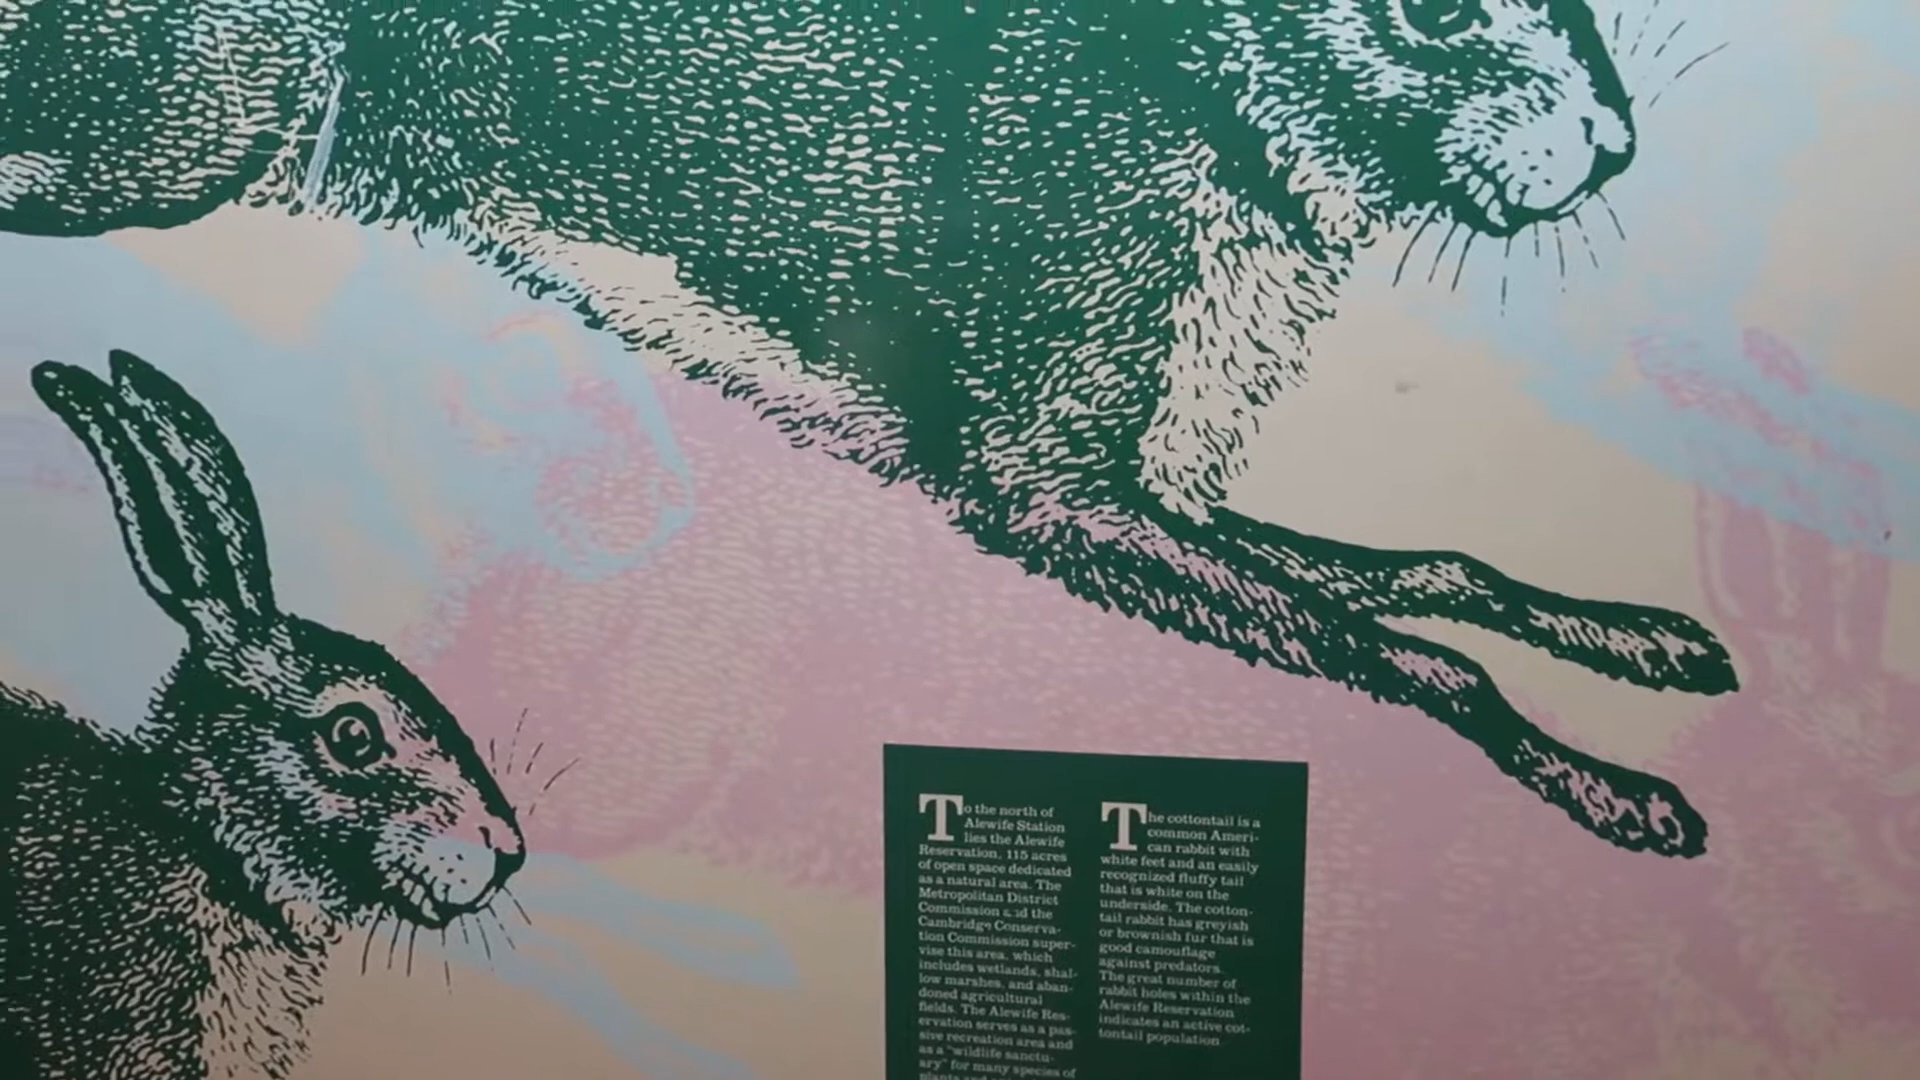 To the north of
Alewife Station
lies the Alewife
Reservation, 115 acres
of open space dedicated
as a natural area. The
Metropolitan District
Commission and the
Cambridge Conserva-
tion Commission super-
vise this area, which
includes wetlands, shal-
low marshes, and aban-
doned agricultural
fields. The Alewife Res-
ervation serves as a pas-
sive recreation area and
as a "wildlife sanctu-
ary" for many species of
plants and
The cottontail is a
common Ameri-
can rabbit with
white feet and an easily
recognized fluffy tail
that is white on the
underside. The cotton-
tail rabbit has greyish
or brownish fur that is
good camouflage
against predators.
The great number of
rabbit holes within the
Alewife Reservation
indicates an active cot-
tontail population